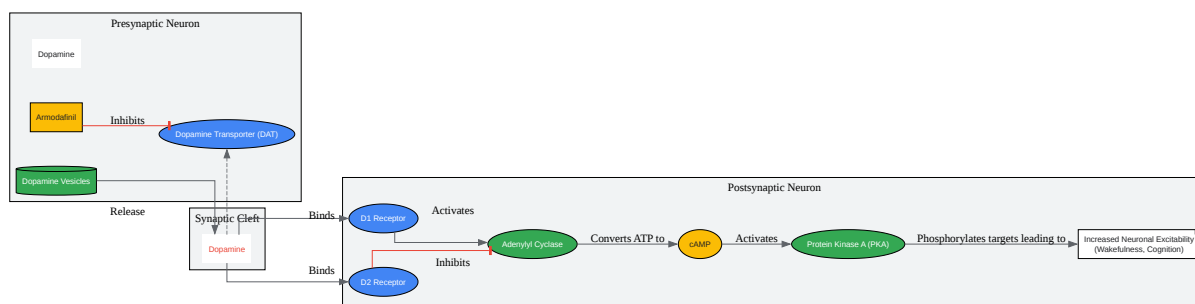 Presynaptic Neuron
Dopamine
Armodafinil
Inhibits
Dopamine Transporter (DAT)
Dopamine Vesicles
Release
Synaptic Cleft
Dopamine
Postsynaptic Neuron
Binds
D1 Receptor
Activates
Adenylyl Cyclase
Converts ATP to
cAMP
Activates
Protein Kinase A (PKA)
Phosphorylates targets leading to
Increased Neuronal Excitability
(Wakefulness, Cognition)
Inhibits
Binds
D2 Receptor